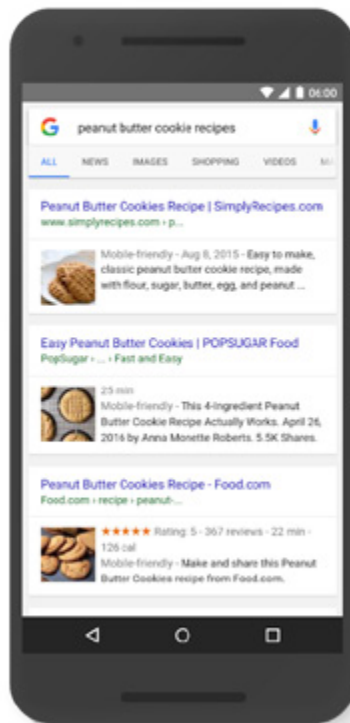 06:00
G peanut butter cookie recipes
ALL NEWS IMAGES SHOPPING VIDEOS
Peanut Butter Cookies Recipe | SimplyRecipes.com
www.simplyrecipes.com › p...
Mobile-friendly - Aug 8, 2015 - Easy to make,
classic peanut butter cookie recipe, made
with flour, sugar, butter, egg, and peanut ...
Easy Peanut Butter Cookies | POPSUGAR Food
PopSugar › ... › Fast and Easy
25 min
Mobile-friendly - This 4-Ingredient Peanut
Butter Cookie Recipe Actually Works. April 26,
2016 by Anna Monette Roberts. 5.5K Shares.
Peanut Butter Cookies Recipe - Food.com
Food.com › recipe › peanut-...
★★★★★ Rating: 5 - 367 reviews - 22 min -
126 cal
Mobile-friendly - Make and share this Peanut
Butter Cookies recipe from Food.com.